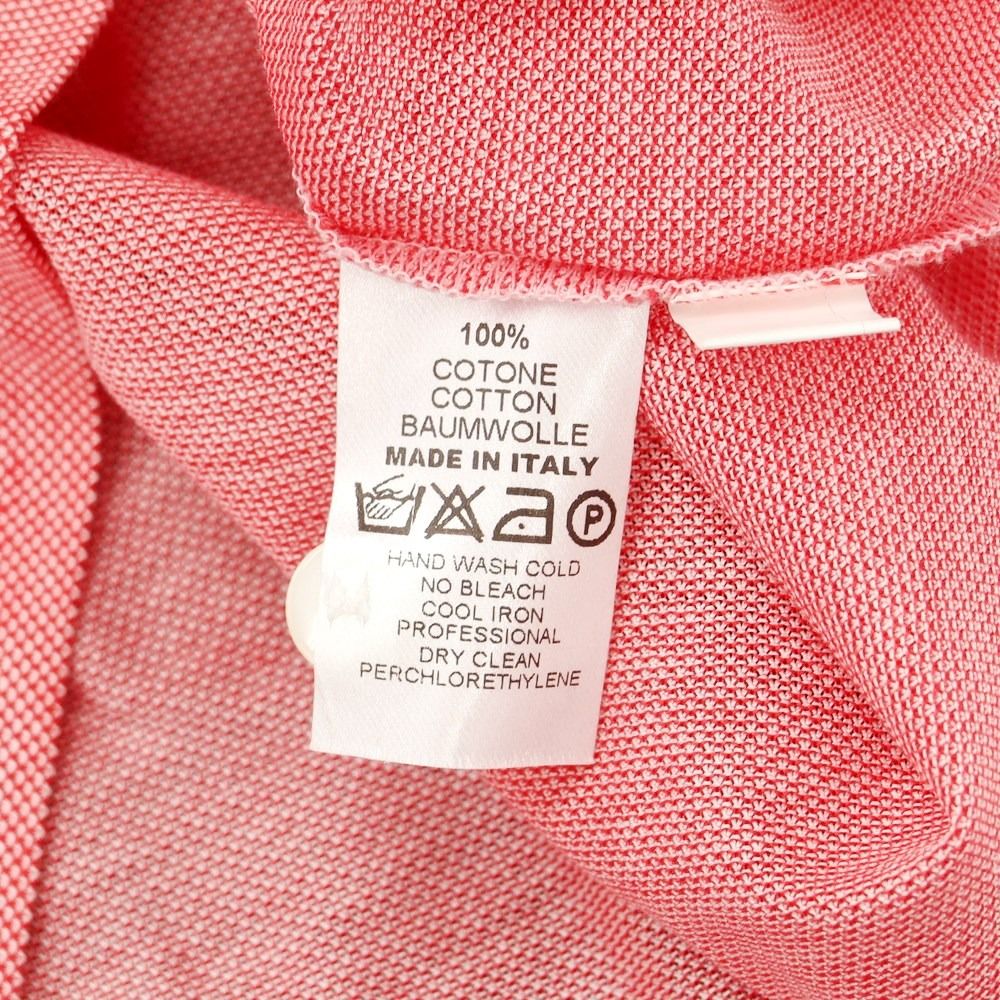 100%
COTONE
COTTON
BAUMWOLLE
MADE IN ITALY
P
HAND WASH COLD
NO BLEACH
COOL IRON
PROFESSIONAL
DRY CLEAN
PERCHLORETHYLENE